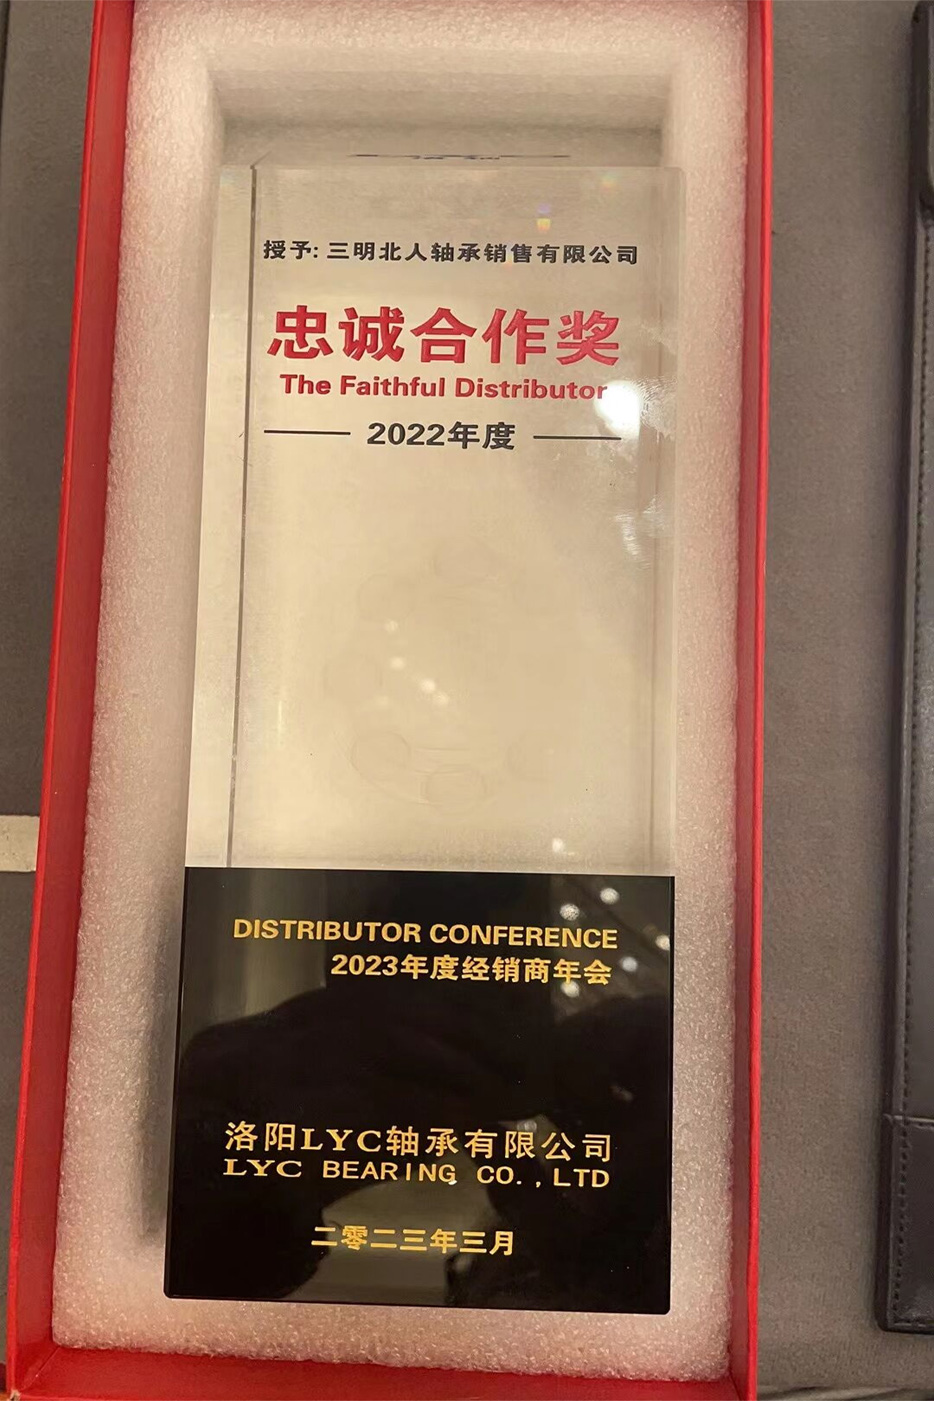 授予: 三明北人轴承销售有限公司
忠诚合作奖
The Faithful Distributor
2022年度
DISTRIBUTOR CONFERENCE
2023年度经销商年会
洛阳LYC轴承有限公司
LYC BEARING CO.,LTD
二零二三年三月